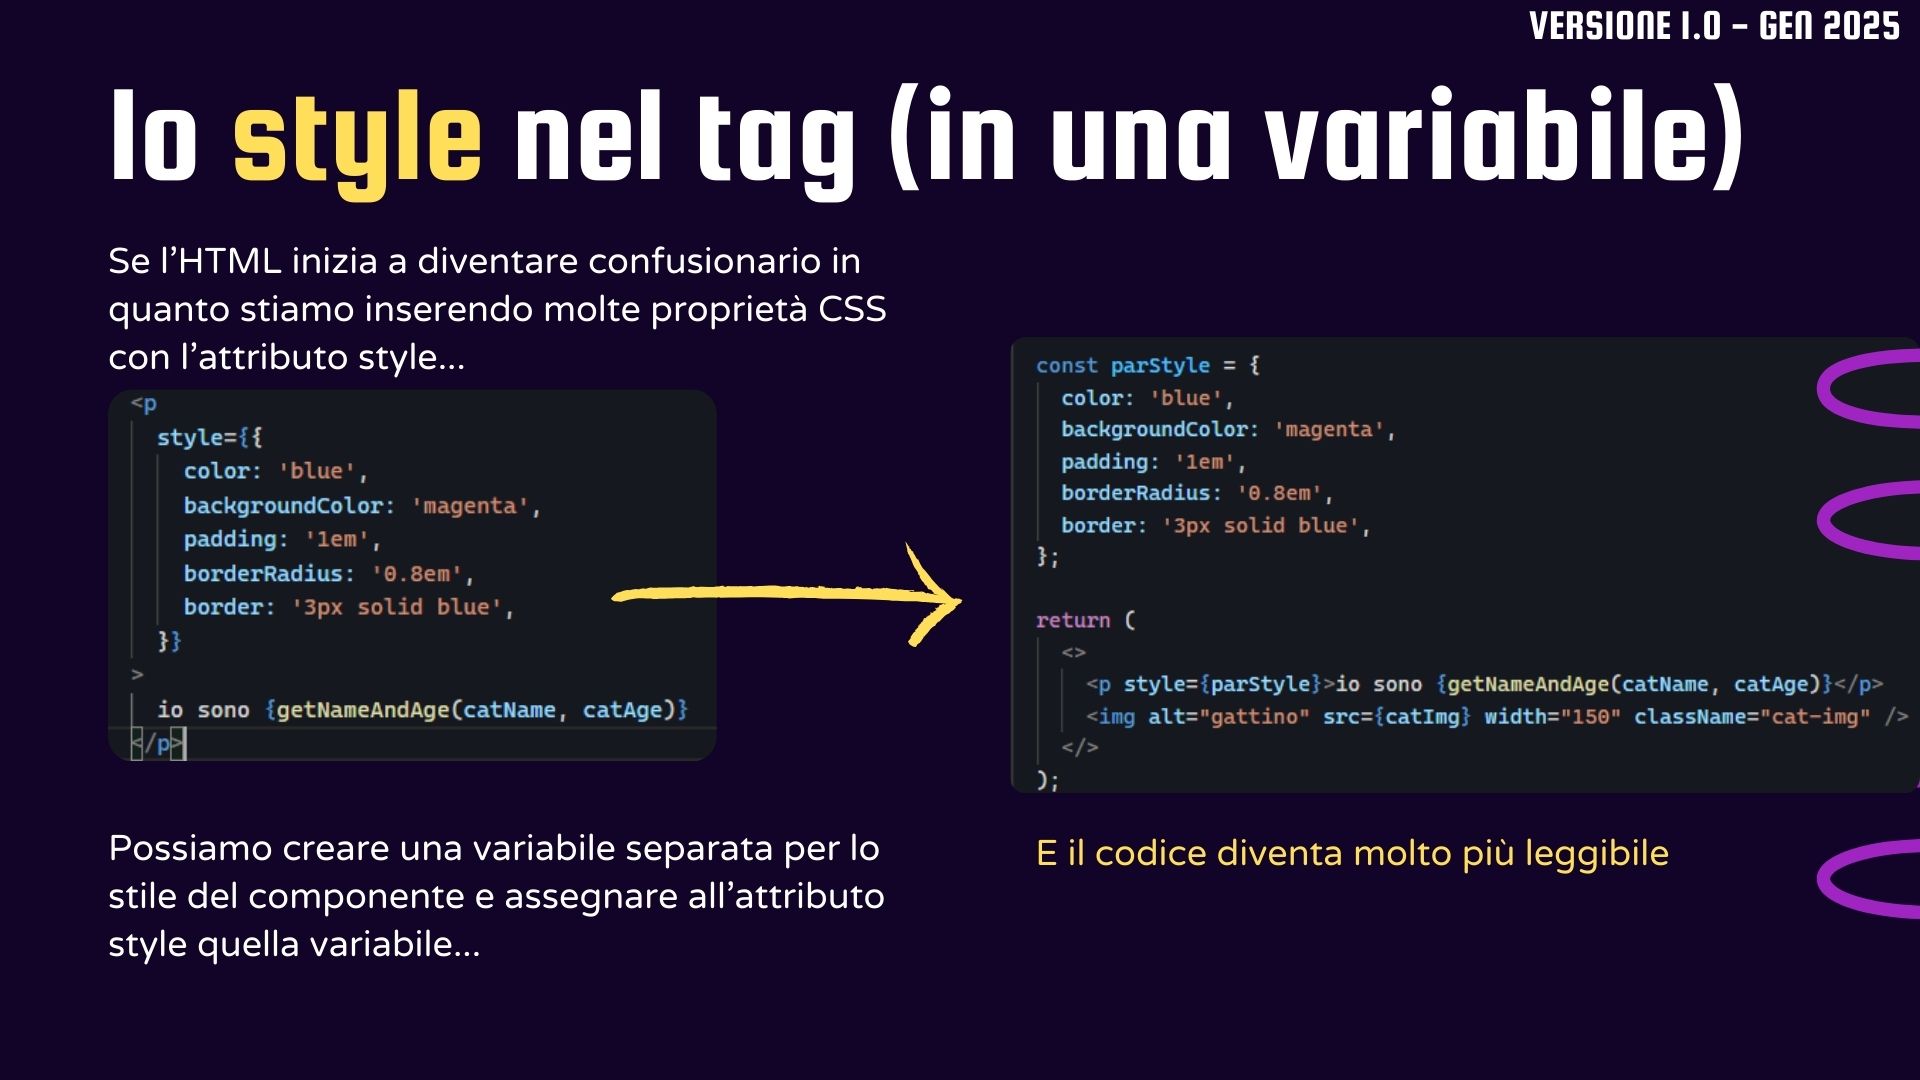 VERSIONE 1.0 - GEN 2025
lo style nel tag (in una variabile)
Se l’HTML inizia a diventare confusionario in
quanto stiamo inserendo molte proprietà CSS
con l’attributo style...
<p
style={{
color: 'blue',
backgroundColor: 'magenta',
padding: '1em',
borderRadius: '0.8em',
border: '3px solid blue',
}}
>
io sono {getNameAndAge(catName, catAge)}
</p>
Possiamo creare una variabile separata per lo
stile del componente e assegnare all’attributo
style quella variabile...
const parStyle = {
color: 'blue',
backgroundColor: 'magenta',
padding: '1em',
borderRadius: '0.8em',
border: '3px solid blue',
};
return (
<>
<p style={parStyle}>io sono {getNameAndAge(catName, catAge)}</p>
<img alt="gattino" src={catImg} width="150" className="cat-img" />
</>
);
E il codice diventa molto più leggibile